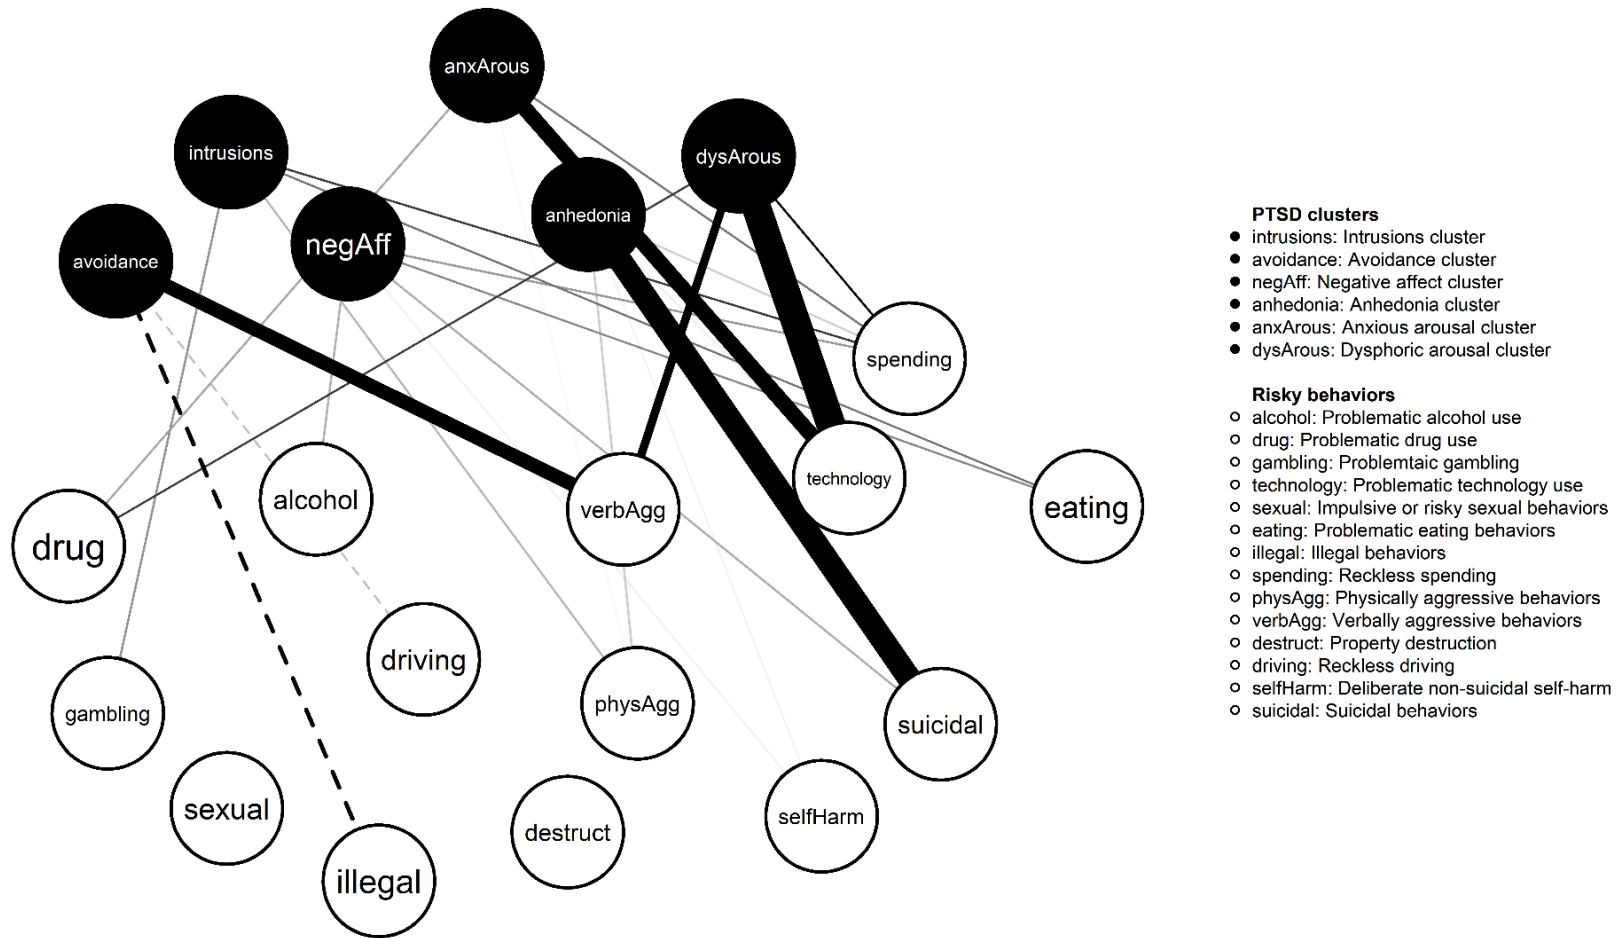 anxArous
intrusions
dysArous
anhedonia
negAff
avoidance
spending
technology
alcohol
verbAgg
eating
drug
driving
physAgg
gambling
suicidal
sexual
selfHarm
destruct
illegal
PTSD clusters
intrusions: Intrusions cluster
avoidance: Avoidance cluster
negAff: Negative affect cluster
anhedonia: Anhedonia cluster
anxArous: Anxious arousal cluster
dysArous: Dysphoric arousal cluster
Risky behaviors
alcohol: Problematic alcohol use
drug: Problematic drug use
gambling: Problemtaic gambling
technology: Problematic technology use
sexual: Impulsive or risky sexual behaviors
eating: Problematic eating behaviors
illegal: Illegal behaviors
spending: Reckless spending
physAgg: Physically aggressive behaviors
verbAgg: Verbally aggressive behaviors
destruct: Property destruction
driving: Reckless driving
selfHarm: Deliberate non-suicidal self-harm
suicidal: Suicidal behaviors